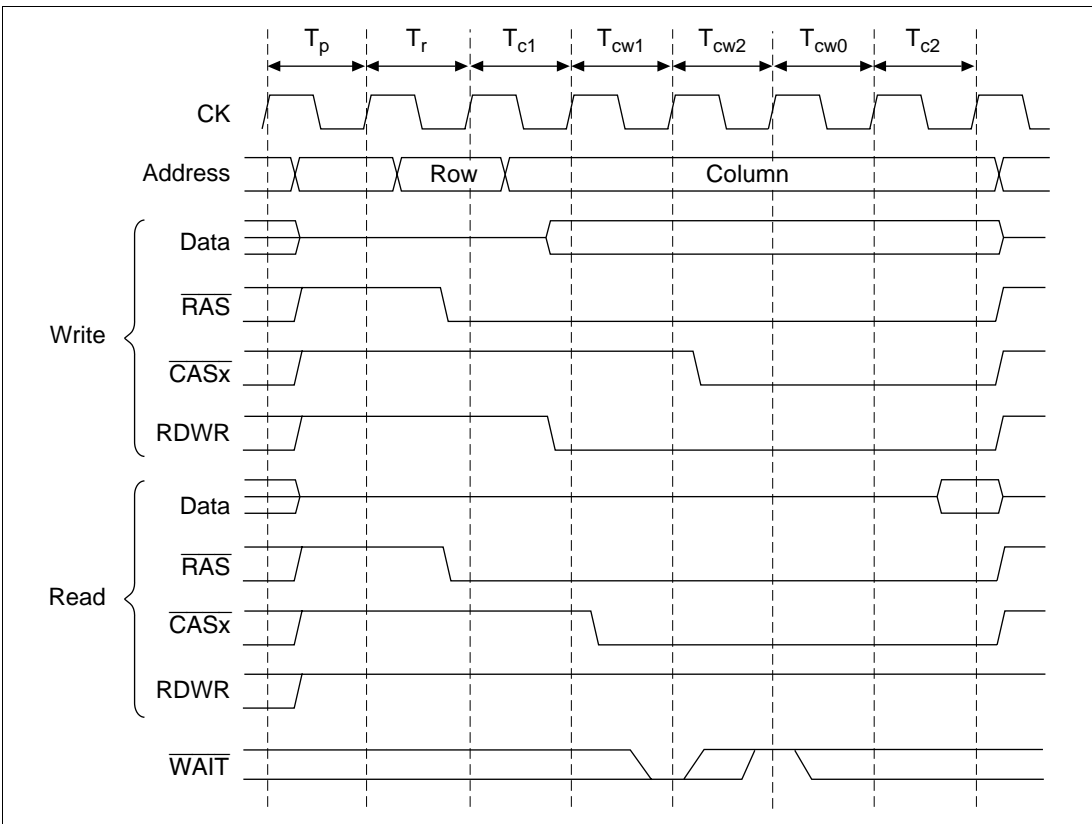 Tp Tr Tc1 Tcw1 Tcw2 Tcw0 Tc2
CK
Address Row Column
Write
Data
RAS
CASx
RDWR
Read
Data
RAS
CASx
RDWR
WAIT